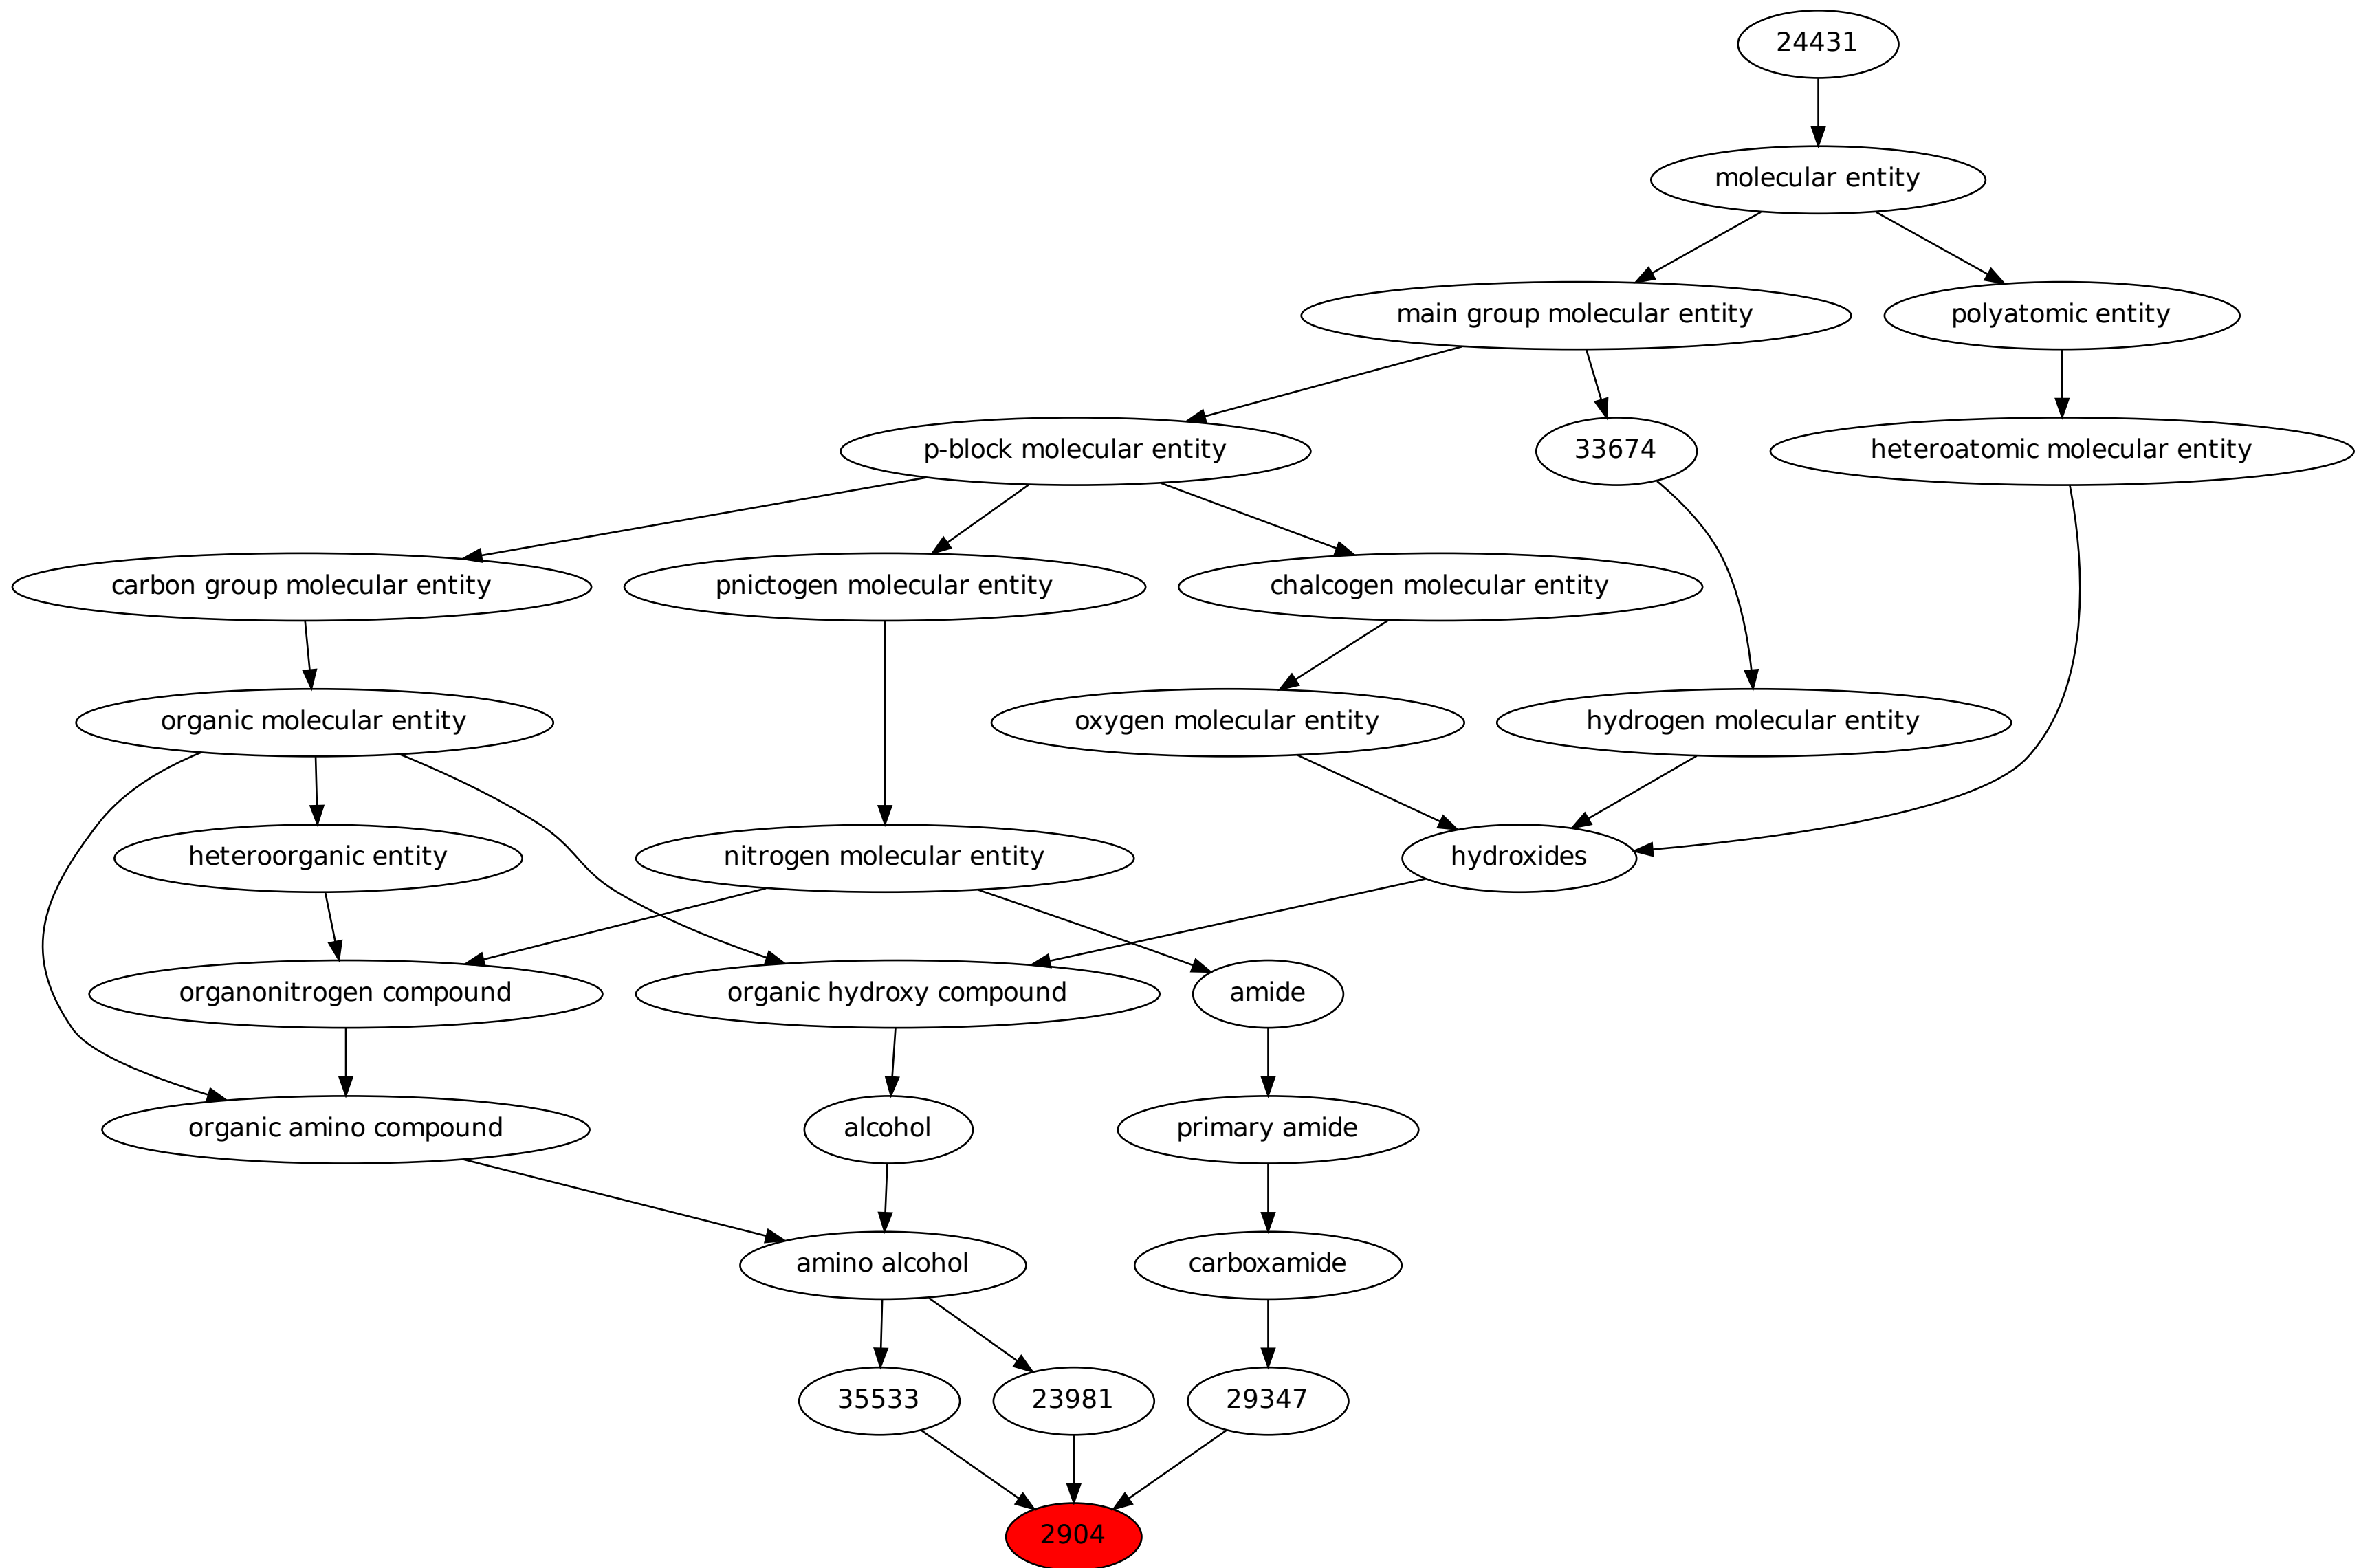 24431
molecular entity
main group molecular entity
polyatomic entity
p-block molecular entity
33674
heteroatomic molecular entity
carbon group molecular entity
pnictogen molecular entity
chalcogen molecular entity
organic molecular entity
oxygen molecular entity
hydrogen molecular entity
heteroorganic entity
nitrogen molecular entity
hydroxides
organonitrogen compound
organic hydroxy compound
amide
organic amino compound
alcohol
primary amide
amino alcohol
carboxamide
35533
23981
29347
2904